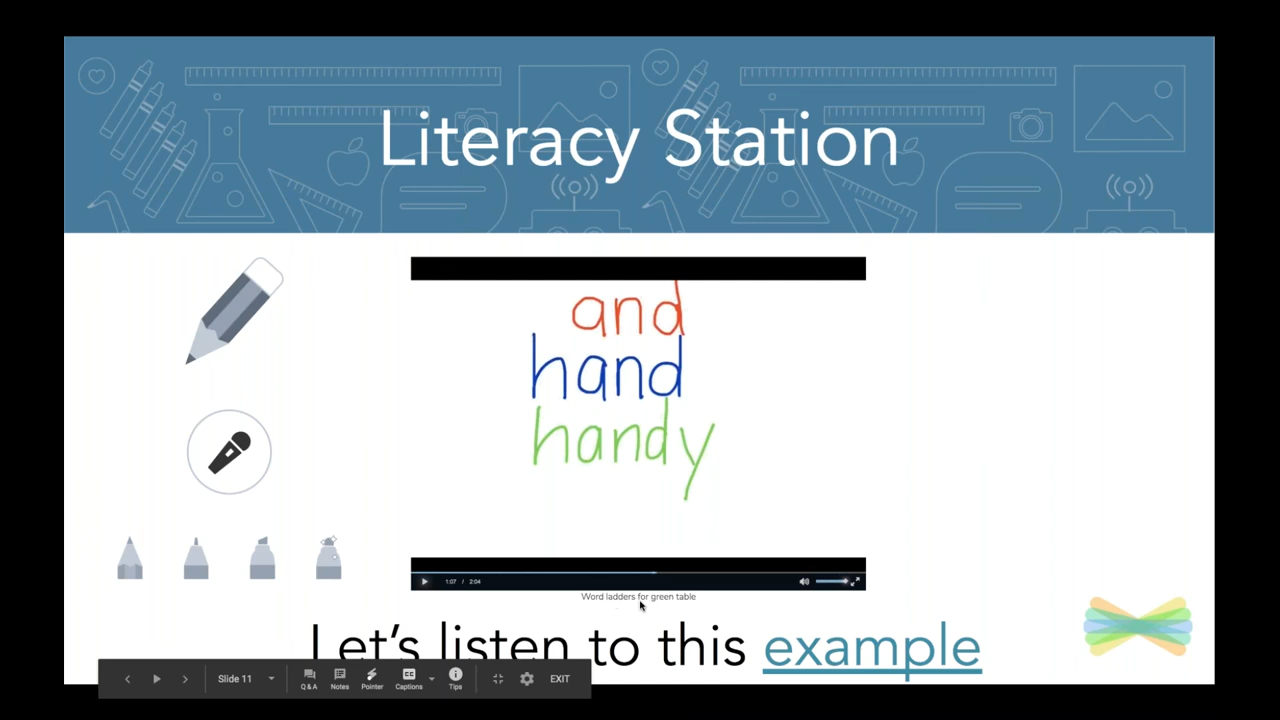 Literacy Station
and
hand
handy
1:07 / 2:04
Word ladders for green table
Let's listen to this example
Slide 11
Q & A
Notes
Pointer
Captions
Tips
EXIT